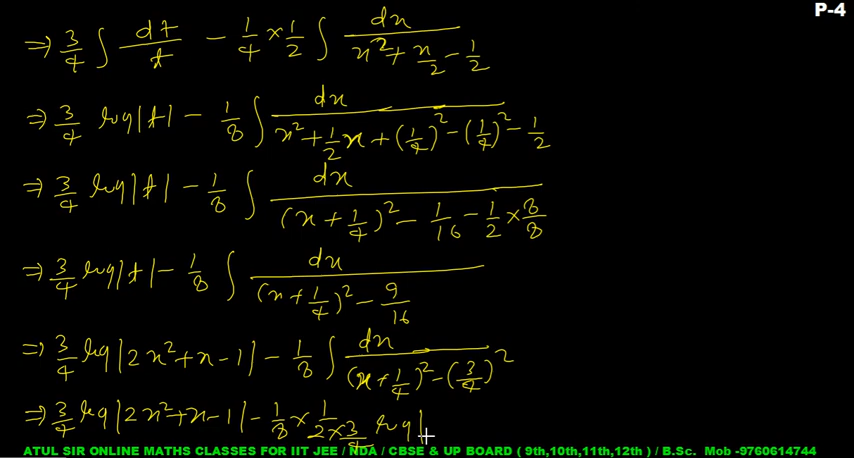 P-4
⇒ 3/4 ∫ dt/t − 1/4 × 1/2 ∫ dx/(x² + x/2 − 1/2)
⇒ 3/4 log|t| − 1/8 ∫ dx/(x² + 1/2 x + (1/4)² − (1/4)² − 1/2)
⇒ 3/4 log|t| − 1/8 ∫ dx/((x + 1/4)² − 1/16 − 1/2 × 8/8)
⇒ 3/4 log|t| − 1/8 ∫ dx/((x + 1/4)² − 9/16)
⇒ 3/4 log|2x² + x − 1| − 1/8 ∫ dx/((x + 1/4)² − (3/4)²)
⇒ 3/4 log|2x² + x − 1| − 1/8 × 1/(2 × 3/4) log|
ATUL SIR ONLINE MATHS CLASSES FOR IIT JEE / NDA / CBSE & UP BOARD ( 9th,10th,11th,12th ) / B.Sc. Mob -9760614744